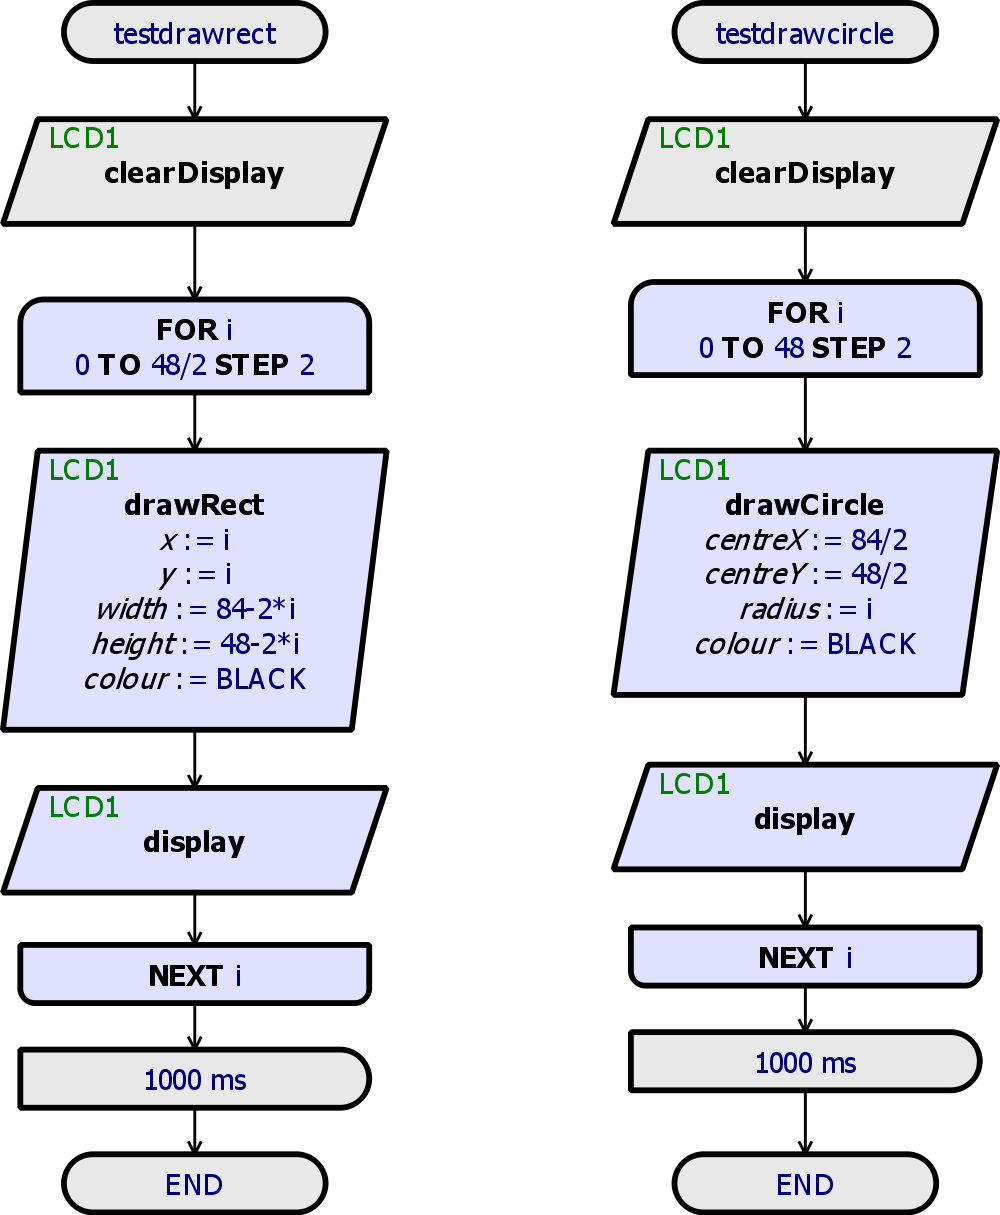 testdrawrect
LCD1
clearDisplay
FOR i
0 TO 48/2 STEP 2
LCD1
drawRect
x := i
y := i
width := 84-2*i
height := 48-2*i
colour := BLACK
LCD1
display
NEXT i
1000 ms
END
testdrawcircle
LCD1
clearDisplay
FOR i
0 TO 48 STEP 2
LCD1
drawCircle
centreX := 84/2
centreY := 48/2
radius := i
colour := BLACK
LCD1
display
NEXT i
1000 ms
END